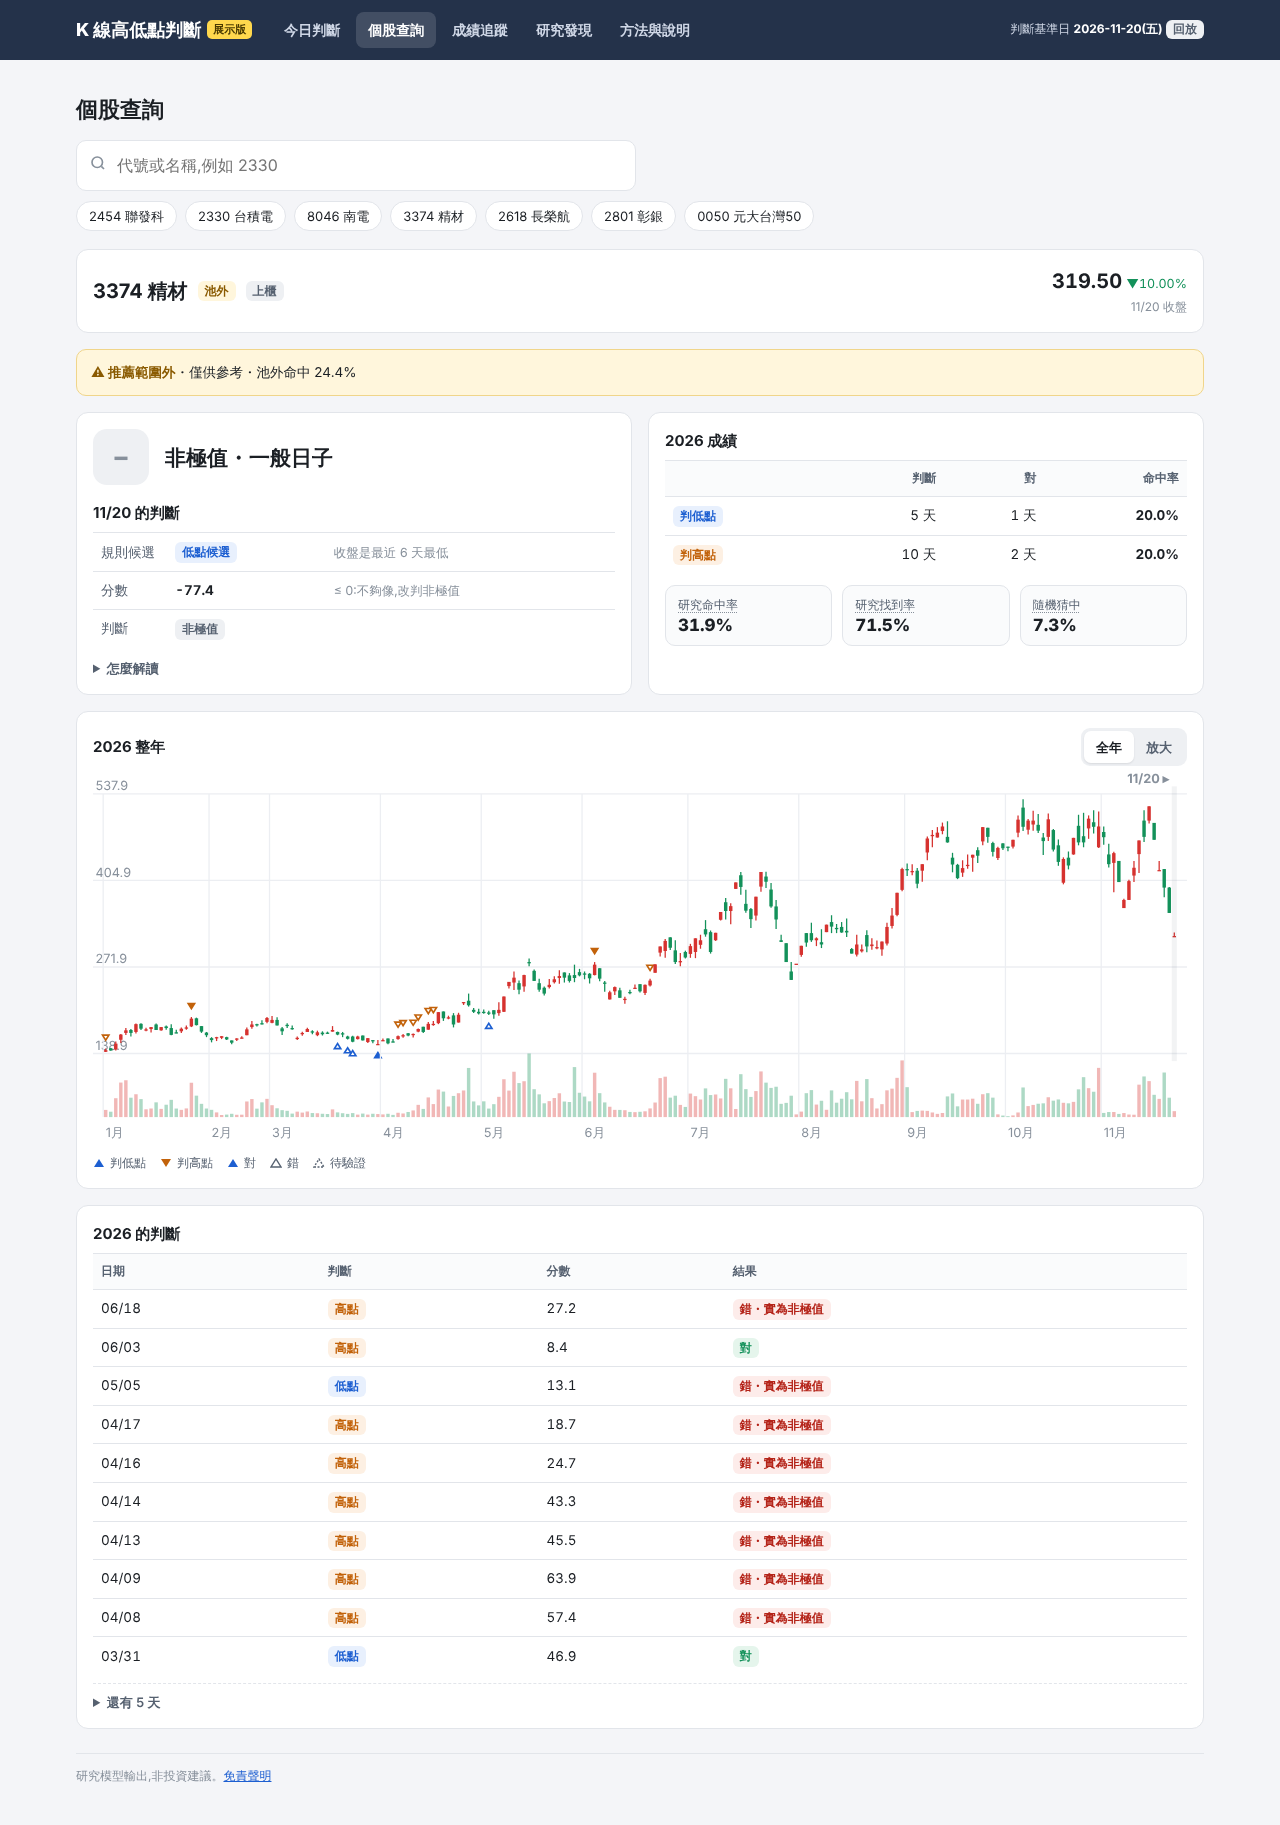 K 線高低點判斷 展示版 今日判斷 個股查詢 成績追蹤 研究發現 方法與說明 判斷基準日 2026-11-20(五) 回放
個股查詢
代號或名稱,例如 2330
2454 聯發科 2330 台積電 8046 南電 3374 精材 2618 長榮航 2801 彰銀 0050 元大台灣50
3374 精材 池外 上櫃
319.50 ▼10.00%
11/20 收盤
⚠ 推薦範圍外・僅供參考・池外命中 24.4%
– 非極值・一般日子
11/20 的判斷
規則候選 低點候選 收盤是最近 6 天最低
分數 -77.4 ≤ 0:不夠像,改判非極值
判斷 非極值
▶ 怎麼解讀
2026 成績
判斷 對 命中率
判低點 5 天 1 天 20.0%
判高點 10 天 2 天 20.0%
研究命中率 研究找到率 隨機猜中
31.9% 71.5% 7.3%
2026 整年
全年 放大
11/20 ▶
537.9
404.9
271.9
138.9
1月 2月 3月 4月 5月 6月 7月 8月 9月 10月 11月
▲ 判低點 ▼ 判高點 ▲ 對 △ 錯 △ 待驗證
2026 的判斷
日期 判斷 分數 結果
06/18 高點 27.2 錯・實為非極值
06/03 高點 8.4 對
05/05 低點 13.1 錯・實為非極值
04/17 高點 18.7 錯・實為非極值
04/16 高點 24.7 錯・實為非極值
04/14 高點 43.3 錯・實為非極值
04/13 高點 45.5 錯・實為非極值
04/09 高點 63.9 錯・實為非極值
04/08 高點 57.4 錯・實為非極值
03/31 低點 46.9 對
▶ 還有 5 天
研究模型輸出,非投資建議。免責聲明